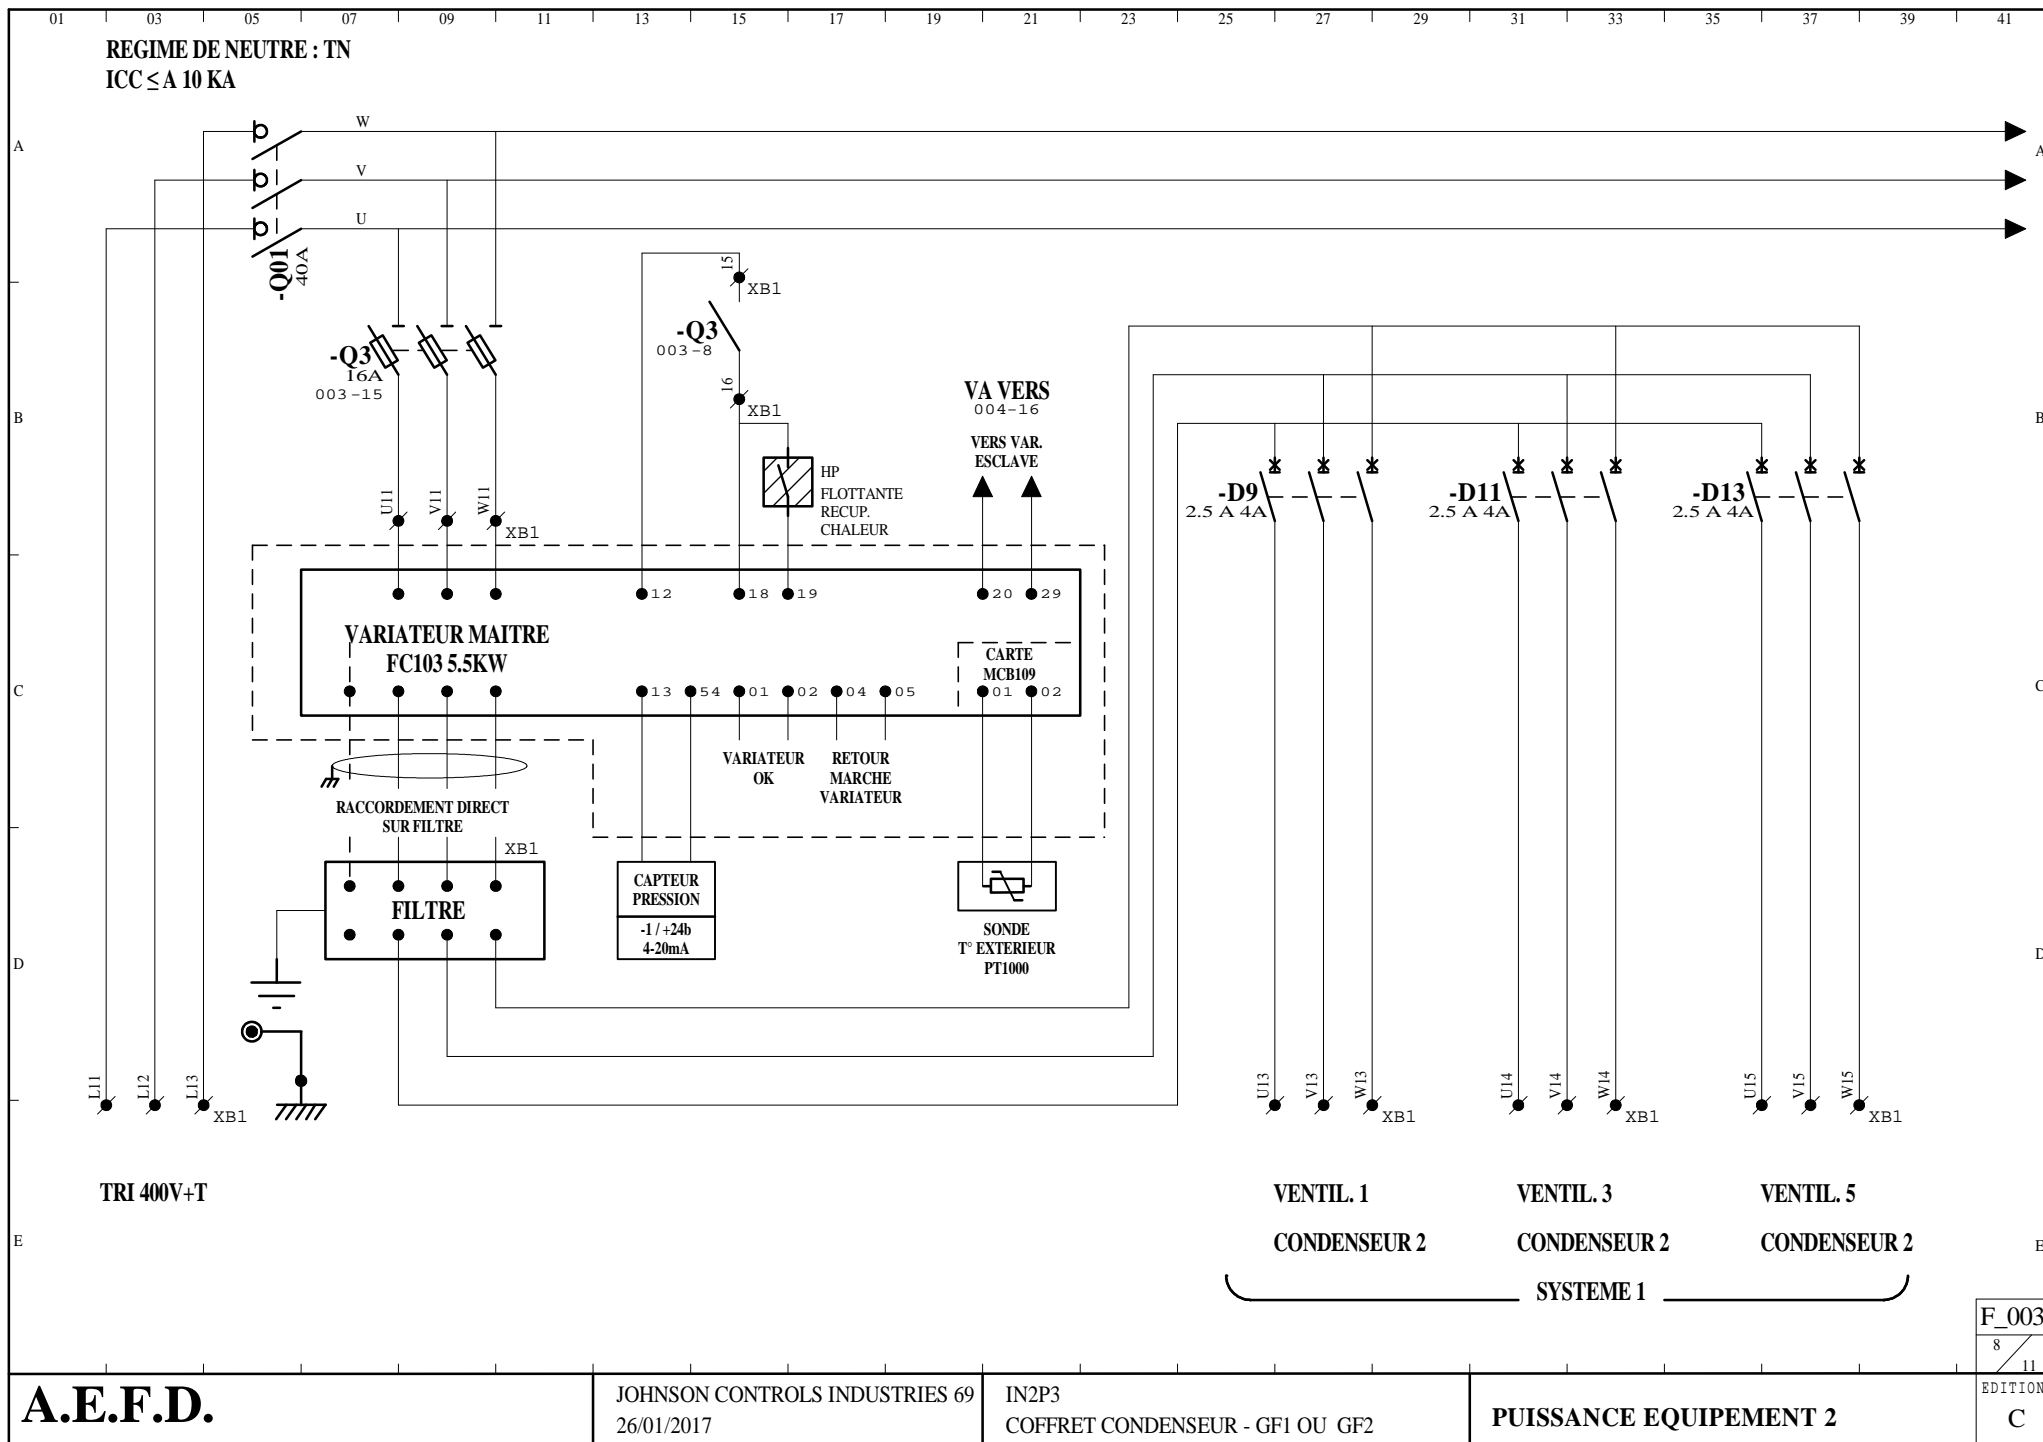 01 03 05 07 09 11 13 15 17 19 21 23 25 27 29 31 33 35 37 39 41
REGIME DE NEUTRE : TN
ICC ≤ A 10 KA
W
A
A
V
U
-Q01
40A
15
XB1
-Q3
003-8
-Q3
16A
003-15
16
XB1
VA VERS
004-16
B
B
VERS VAR.
ESCLAVE
HP
FLOTTANTE
RECUP.
CHALEUR
-D9
2.5 A 4A
-D11
2.5 A 4A
-D13
2.5 A 4A
U11 V11 W11
XB1
12 18 19 20 29
VARIATEUR MAITRE
FC103 5.5KW
CARTE
MCB109
C
C
13 54 01 02 04 05 01 02
VARIATEUR
OK
RETOUR
MARCHE
VARIATEUR
RACCORDEMENT DIRECT
SUR FILTRE
XB1
FILTRE
CAPTEUR
PRESSION
-1 / +24b
4-20mA
SONDE
T° EXTERIEUR
PT1000
D
D
L11 L12 L13
XB1
U13 V13 W13
XB1
U14 V14 W14
XB1
U15 V15 W15
XB1
TRI 400V+T
VENTIL. 1
VENTIL. 3
VENTIL. 5
E
E
CONDENSEUR 2
CONDENSEUR 2
CONDENSEUR 2
SYSTEME 1
F_003
8
11
A.E.F.D.
JOHNSON CONTROLS INDUSTRIES 69
26/01/2017
IN2P3
COFFRET CONDENSEUR - GF1 OU GF2
PUISSANCE EQUIPEMENT 2
EDITION
C